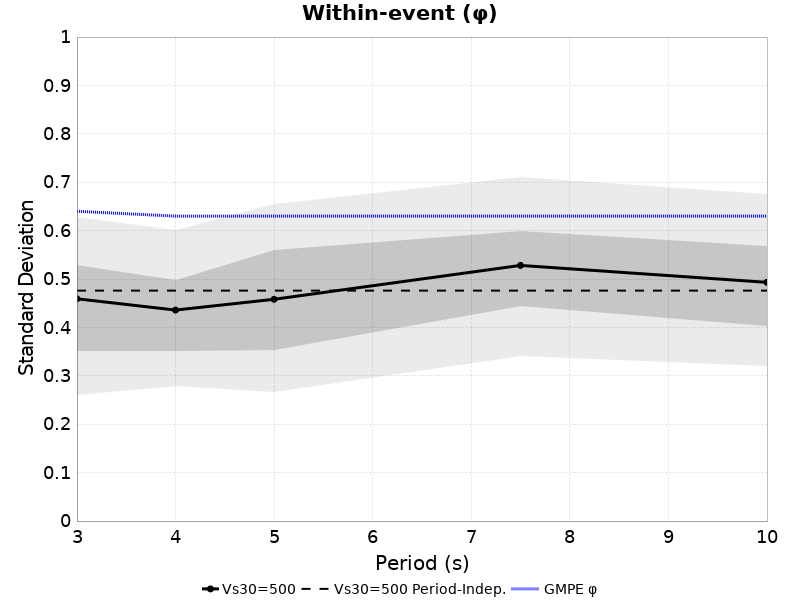 Within-event (φ)
1
0.9
0.8
0.7
0.6
0.5
0.4
0.3
0.2
0.1
0
Standard Deviation
3 4 5 6 7 8 9 10
Period (s)
Vs30=500 Vs30=500 Period-Indep. GMPE φ